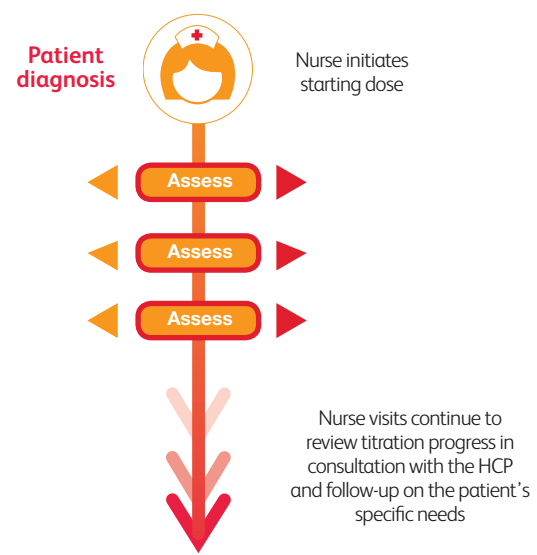 Patient
diagnosis
Nurse initiates
starting dose
Assess
Assess
Assess
Nurse visits continue to
review titration progress in
consultation with the HCP
and follow-up on the patient’s
specific needs